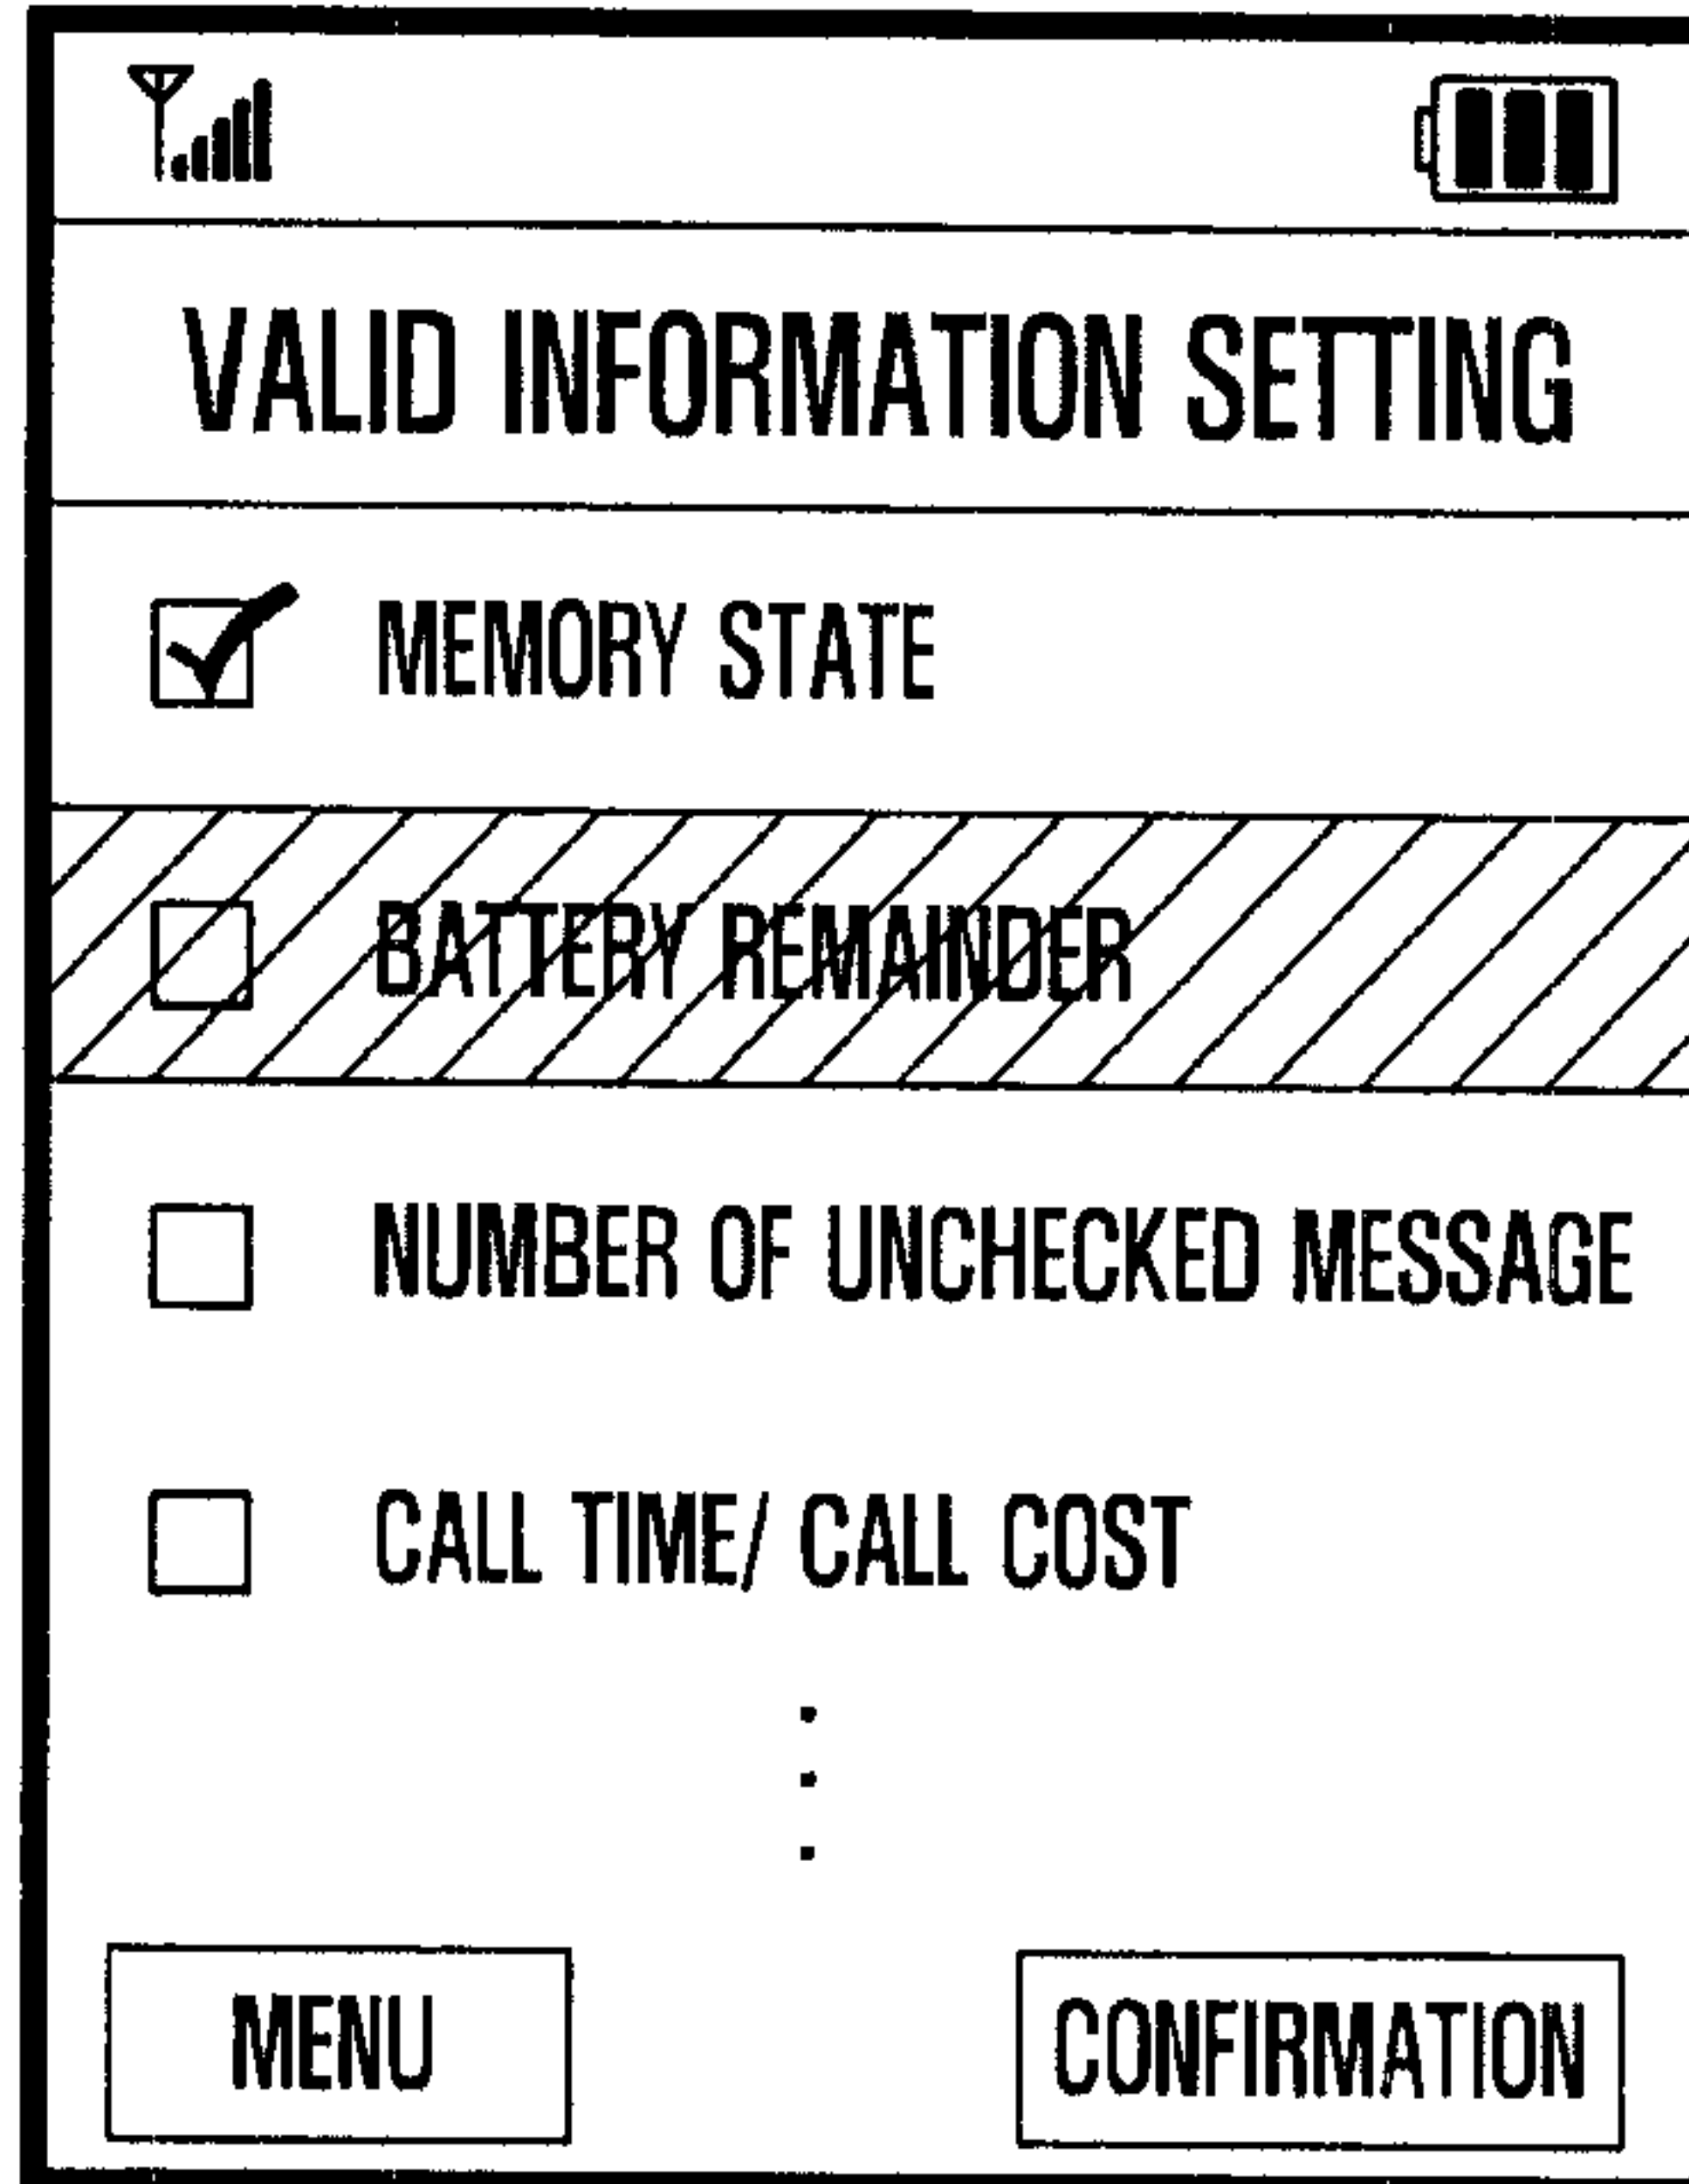 VALID INFORMATION SETTING
MEMORY STATE
BATTERY REMAINDER
NUMBER OF UNCHECKED MESSAGE
CALL TIME/ CALL COST
MENU
CONFIRMATION